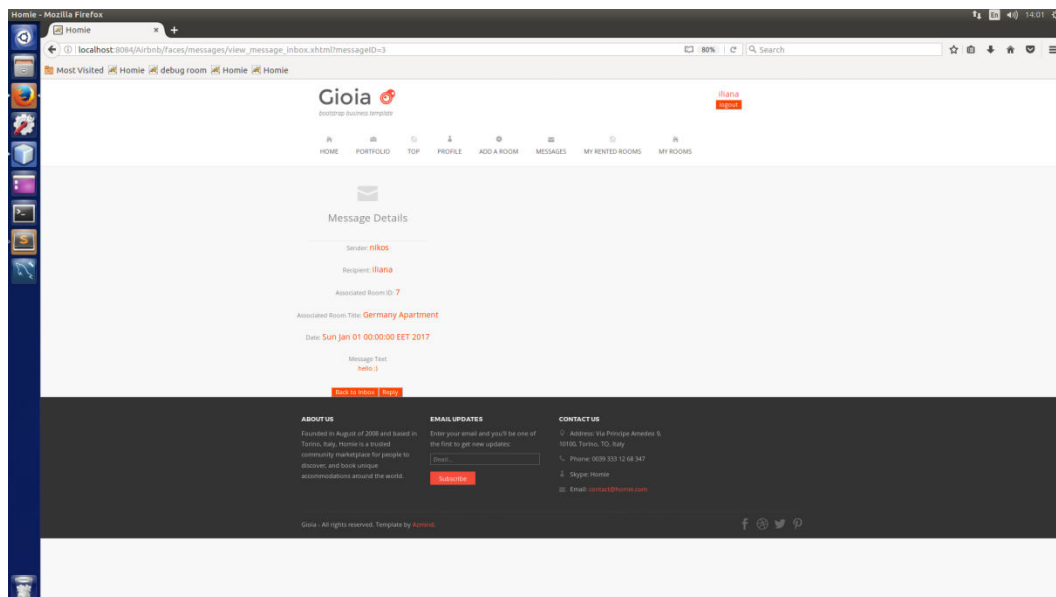 Homie - Mozilla Firefox
En 14:01
Homie × +
localhost:8084/Airbnb/faces/messages/view_message_inbox.xhtml?messageID=3 80% Search
Most Visited Homie debug room Homie Homie
Gioia
bootstrap business template
iliana
logout
HOME PORTFOLIO TOP PROFILE ADD A ROOM MESSAGES MY RENTED ROOMS MY ROOMS
Message Details
Sender: nikos
Recipient: iliana
Associated Room ID: 7
Associated Room Title: Germany Apartment
Date: Sun Jan 01 00:00:00 EET 2017
Message Text
hello :)
Back to Inbox Reply
ABOUT US
Founded in August of 2008 and based in
Torino, Italy, Homie is a trusted
community marketplace for people to
discover, and book unique
accommodations around the world.
EMAIL UPDATES
Enter your email and you'll be one of
the first to get new updates:
Email...
Subscribe
CONTACT US
Address: Via Principe Amedeo 9,
10100, Torino, TO, Italy
Phone: 0039 333 12 68 347
Skype: Homie
Email: contact@homie.com
Gioia - All rights reserved. Template by Azmind.